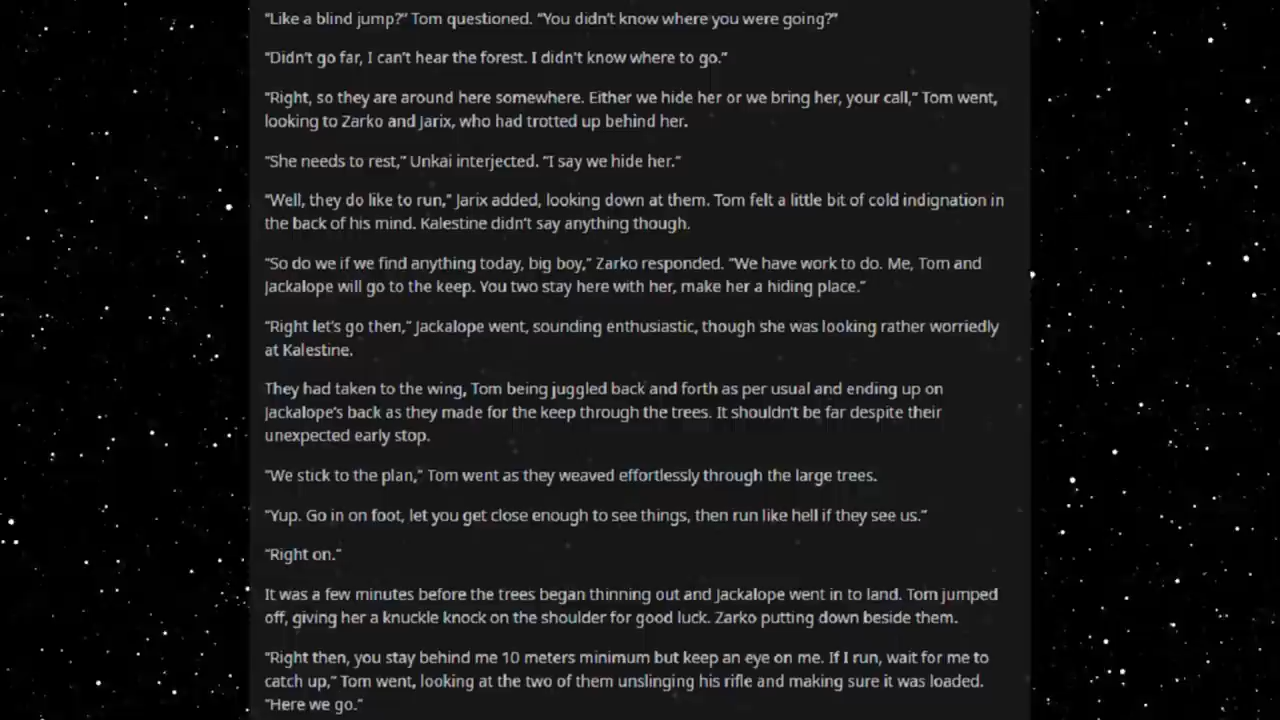 “Like a blind jump?” Tom questioned. “You didn’t know where you were going?”
“Didn’t go far, I can’t hear the forest. I didn’t know where to go.”
“Right, so they are around here somewhere. Either we hide her or we bring her, your call,” Tom went,
looking to Zarko and Jarix, who had trotted up behind her.
“She needs to rest,” Unkai interjected. “I say we hide her.”
“Well, they do like to run,” Jarix added, looking down at them. Tom felt a little bit of cold indignation in
the back of his mind. Kalestine didn’t say anything though.
“So do we if we find anything today, big boy,” Zarko responded. “We have work to do. Me, Tom and
Jackalope will go to the keep. You two stay here with her, make her a hiding place.”
“Right let’s go then,” Jackalope went, sounding enthusiastic, though she was looking rather worriedly
at Kalestine.
They had taken to the wing, Tom being juggled back and forth as per usual and ending up on
Jackalope’s back as they made for the keep through the trees. It shouldn’t be far despite their
unexpected early stop.
“We stick to the plan,” Tom went as they weaved effortlessly through the large trees.
“Yup. Go in on foot, let you get close enough to see things, then run like hell if they see us.”
“Right on.”
It was a few minutes before the trees began thinning out and Jackalope went in to land. Tom jumped
off, giving her a knuckle knock on the shoulder for good luck. Zarko putting down beside them.
“Right then, you stay behind me 10 meters minimum but keep an eye on me. If I run, wait for me to
catch up,” Tom went, looking at the two of them unslinging his rifle and making sure it was loaded.
“Here we go.”